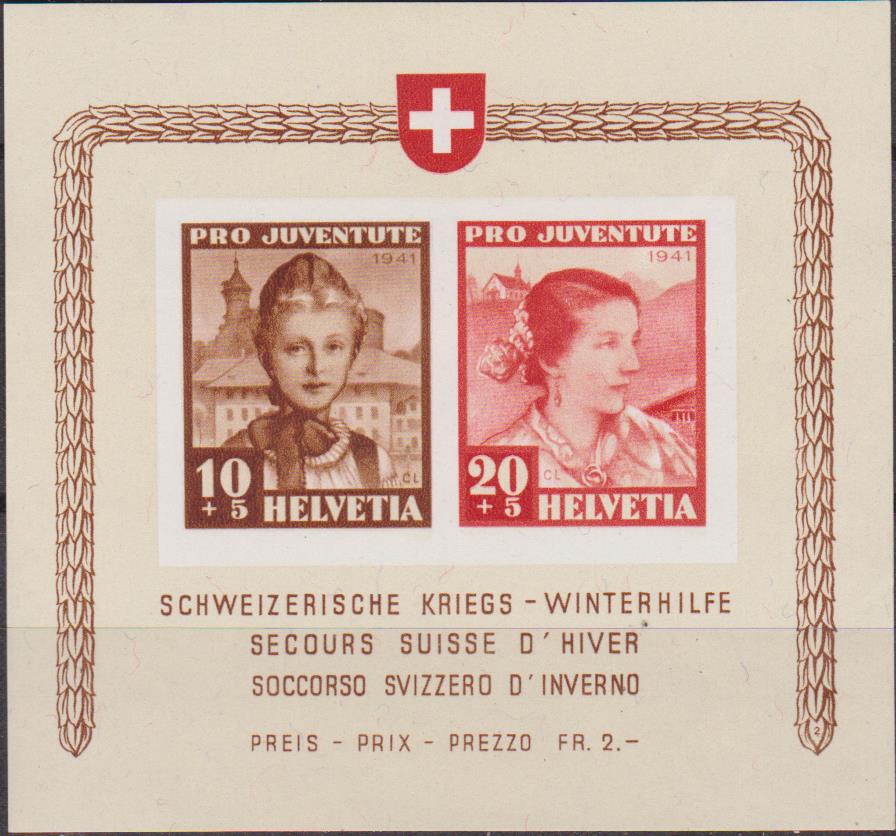 PRO JUVENTUTE
1941
CL
10
+ 5
HELVETIA
PRO JUVENTUTE
1941
CL
20
+ 5
HELVETIA
SCHWEIZERISCHE KRIEGS - WINTERHILFE
SECOURS SUISSE D'HIVER
SOCCORSO SVIZZERO D'INVERNO
PREIS - PRIX - PREZZO FR. 2.-
2